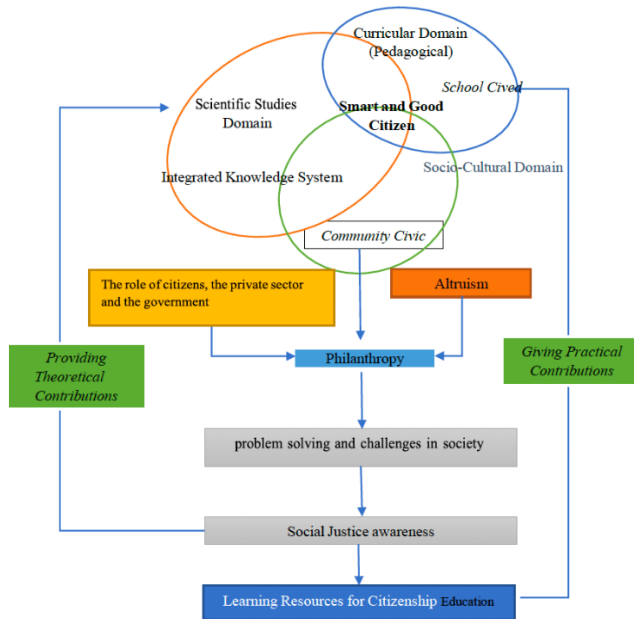 Curricular Domain
(Pedagogical)
School Cived
Scientific Studies
Domain
Smart and Good
Citizen
Socio-Cultural Domain
Integrated Knowledge System
Community Civic
The role of citizens, the private sector
and the government
Altruism
Philanthropy
Providing
Theoretical
Contributions
Giving Practical
Contributions
problem solving and challenges in society
Social Justice awareness
Learning Resources for Citizenship Education